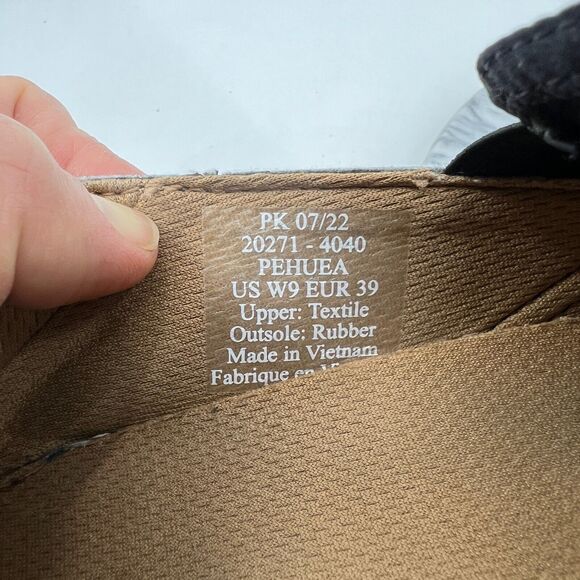 PK 07/22
20271 - 4040
PEHUEA
US W9 EUR 39
Upper: Textile
Outsole: Rubber
Made in Vietnam
Fabrique en